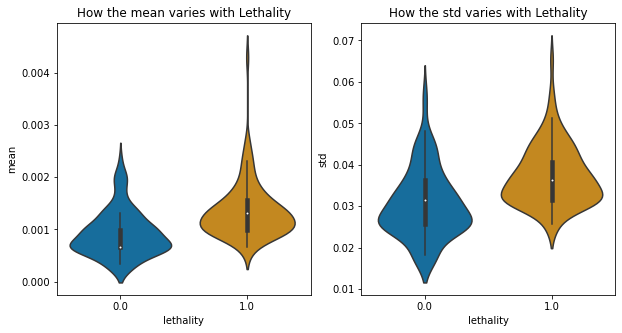 How the mean varies with Lethality
0.004
0.003
0.002
0.001
0.000
mean
0.0
1.0
lethality
How the std varies with Lethality
0.07
0.06
0.05
0.04
0.03
0.02
0.01
std
0.0
1.0
lethality